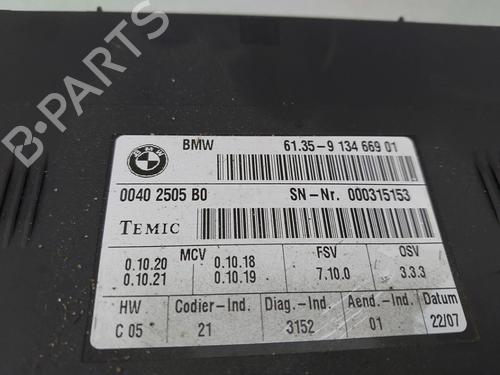 BMW
BMW 61.35-9 134 669 01
0040 2505 B0 SN-Nr. 000315153
TEMIC
MCV FSV OSV
0.10.20 0.10.18 7.10.0 3.3.3
0.10.21 0.10.19
HW Codier-Ind. Diag.-Ind. Aend.-Ind. Datum
C 05 21 3152 01 22/07
B-PARTS